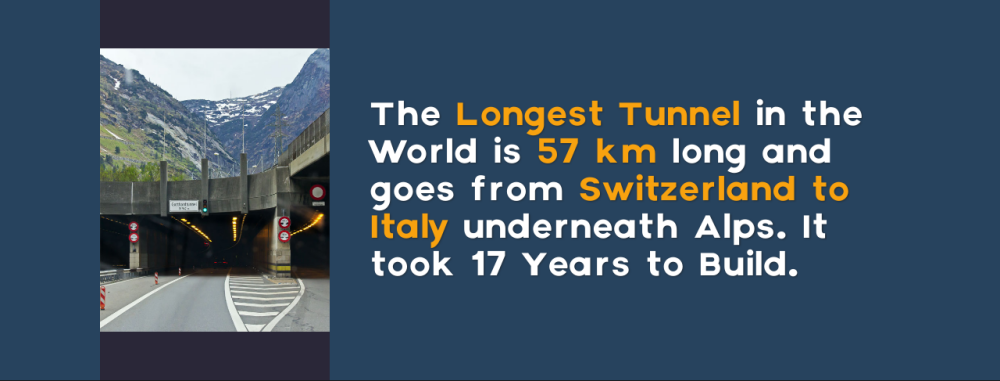 The Longest Tunnel in the
World is 57 km long and
goes from Switzerland to
Italy underneath Alps. It
took 17 Years to Build.